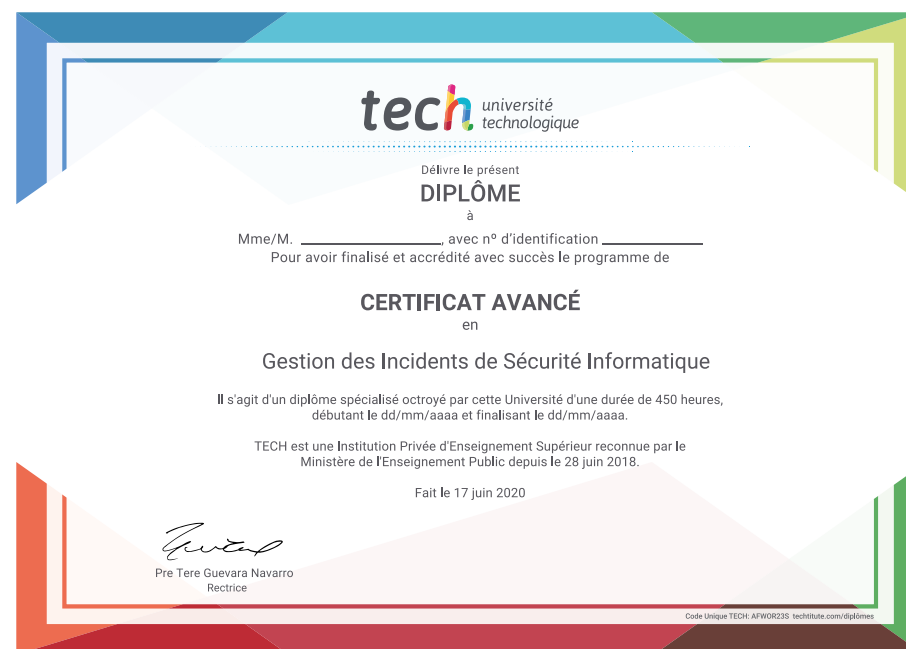 tech université
technologique
Délivre le présent
DIPLÔME
à
Mme/M. ____________________, avec nº d'identification ______________
Pour avoir finalisé et accrédité avec succès le programme de
CERTIFICAT AVANCÉ
en
Gestion des Incidents de Sécurité Informatique
Il s'agit d'un diplôme spécialisé octroyé par cette Université d'une durée de 450 heures,
débutant le dd/mm/aaaa et finalisant le dd/mm/aaaa.
TECH est une Institution Privée d'Enseignement Supérieur reconnue par le
Ministère de l'Enseignement Public depuis le 28 juin 2018.
Fait le 17 juin 2020
Pre Tere Guevara Navarro
Rectrice
Code Unique TECH: AFWOR23S techtitute.com/diplômes